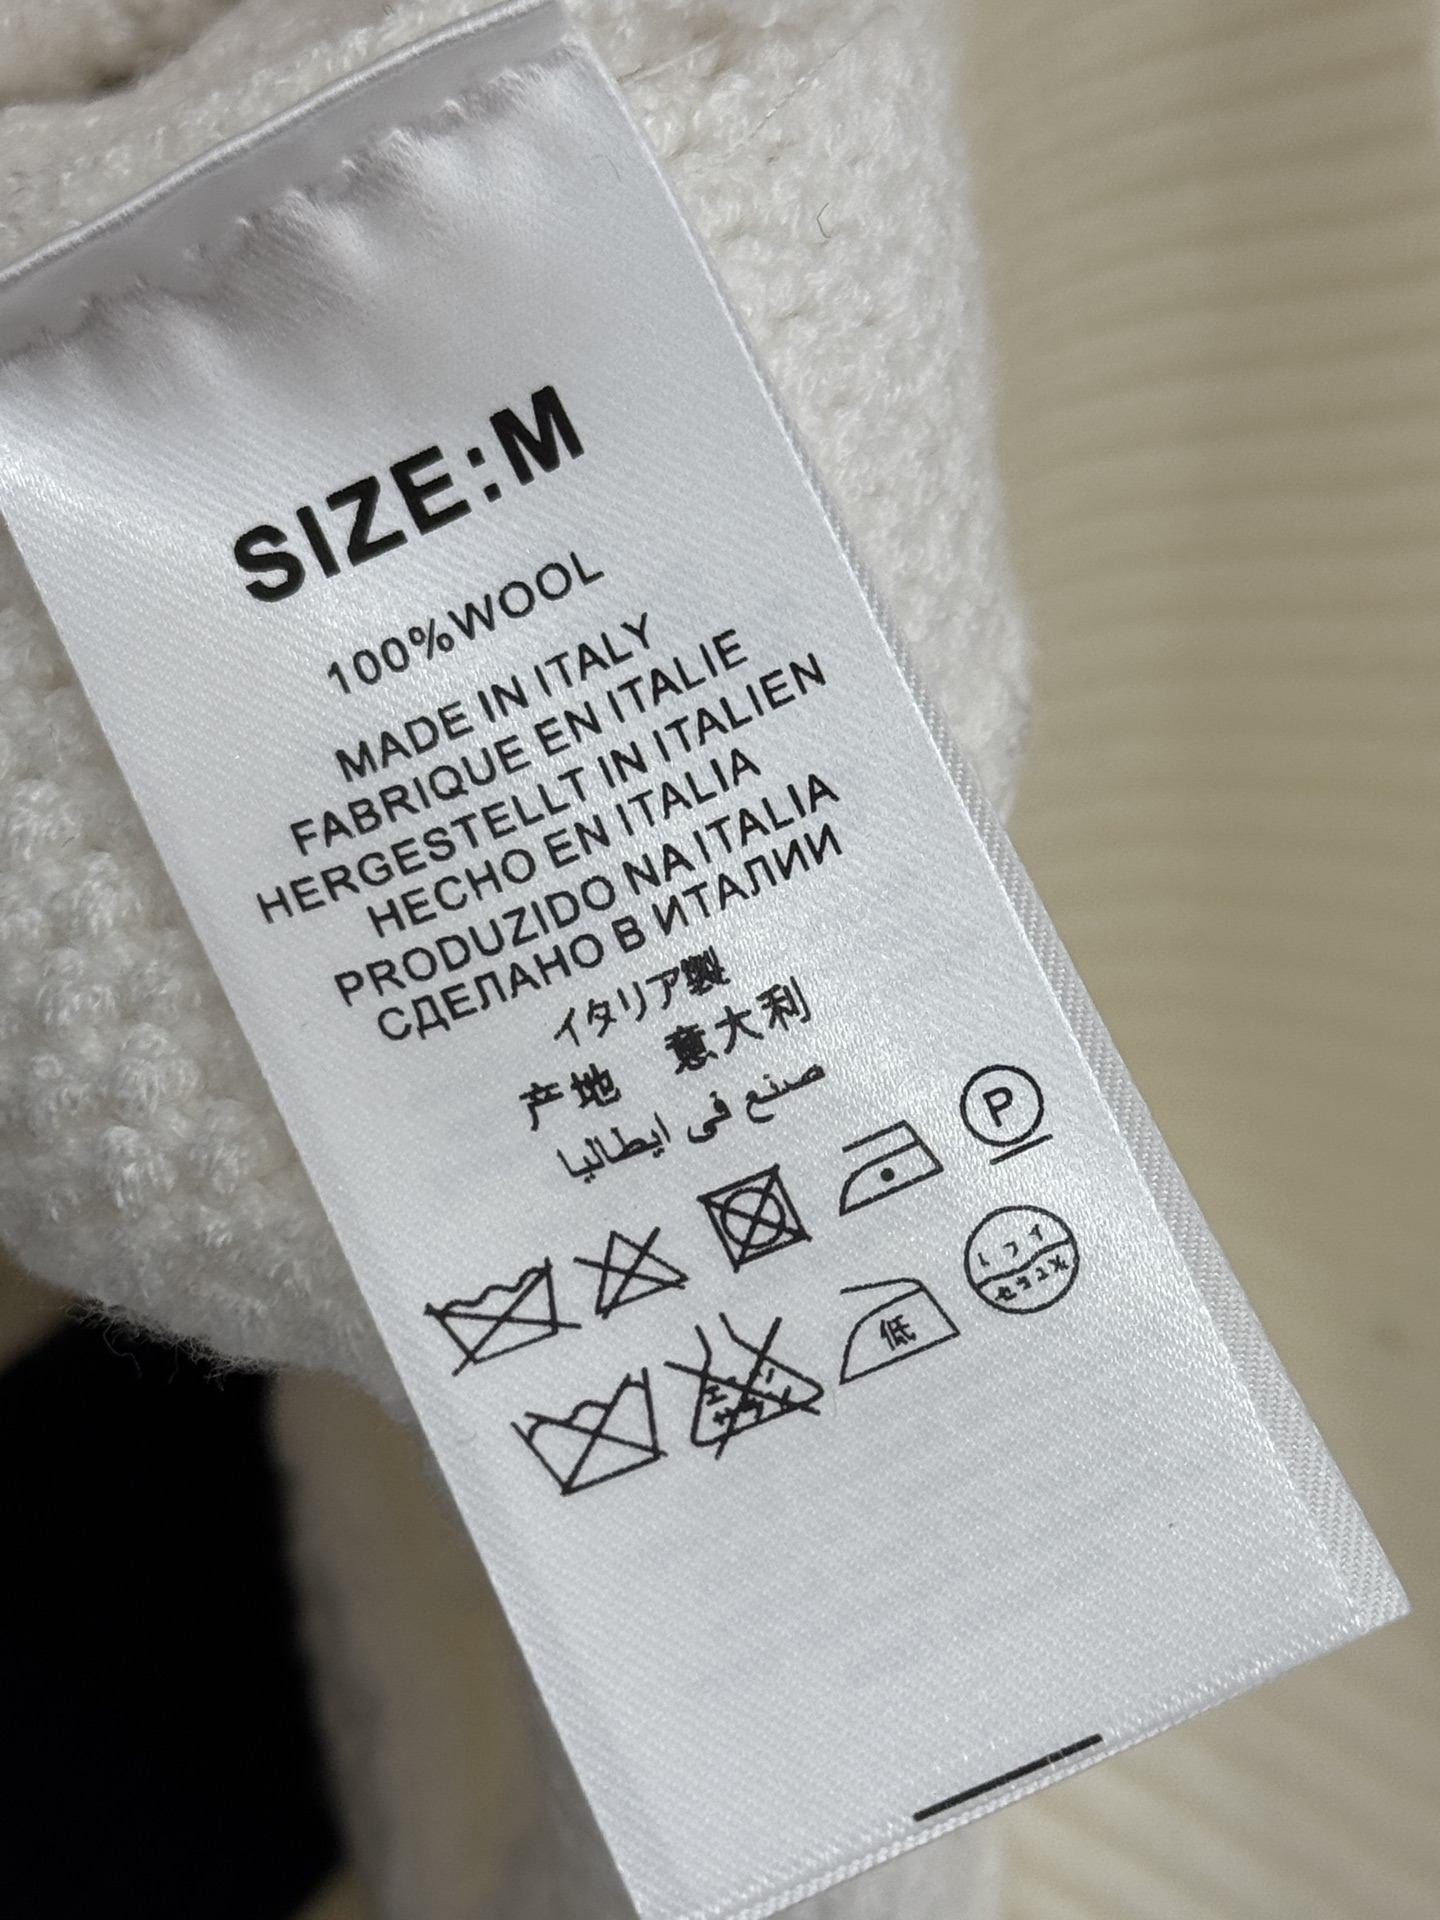 SIZE:M
100%WOOL
MADE IN ITALY
FABRIQUE EN ITALIE
HERGESTELLT IN ITALIEN
HECHO EN ITALIA
PRODUZIDO NA ITALIA
СДЕЛАНО В ИТАЛИИ
イタリア製
产地 意大利
صنع فى ايطاليا
P
低